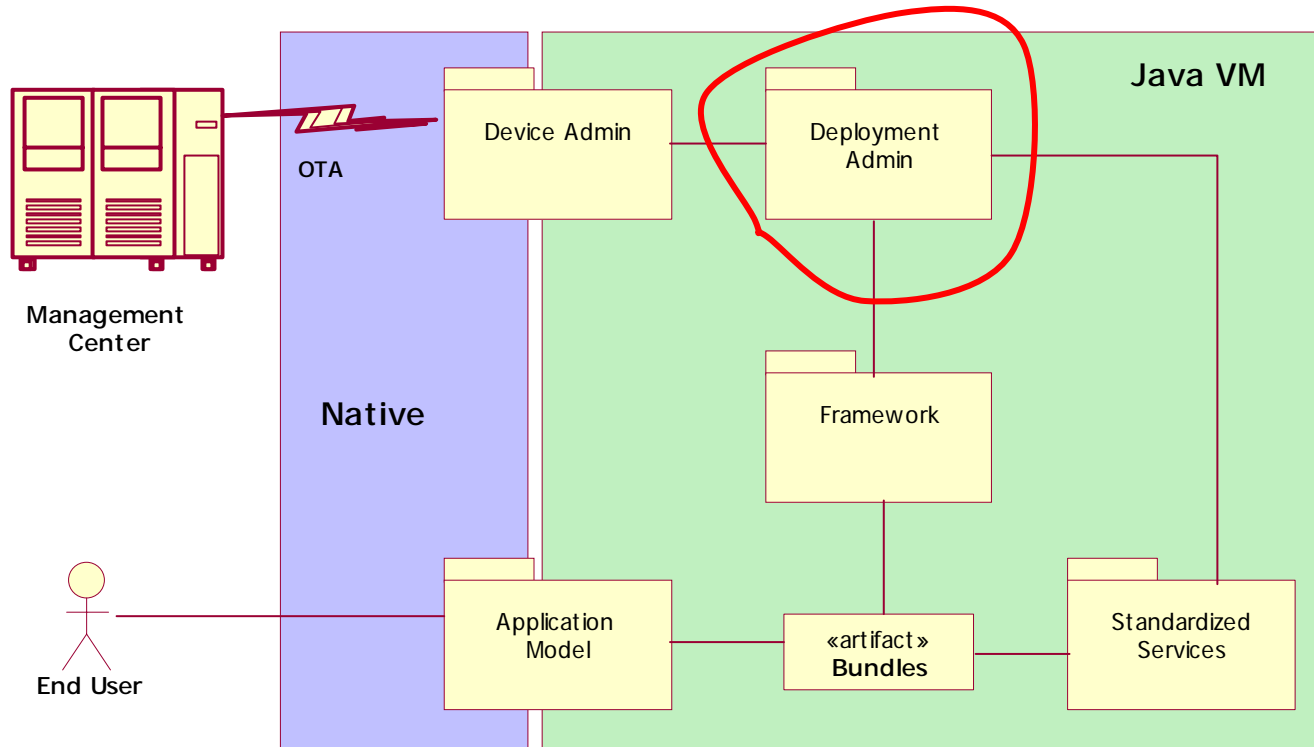 Java VM
Device Admin
Deployment
Admin
OTA
Management
Center
Native
Framework
Application
Model
«artifact»
Bundles
Standardized
Services
End User